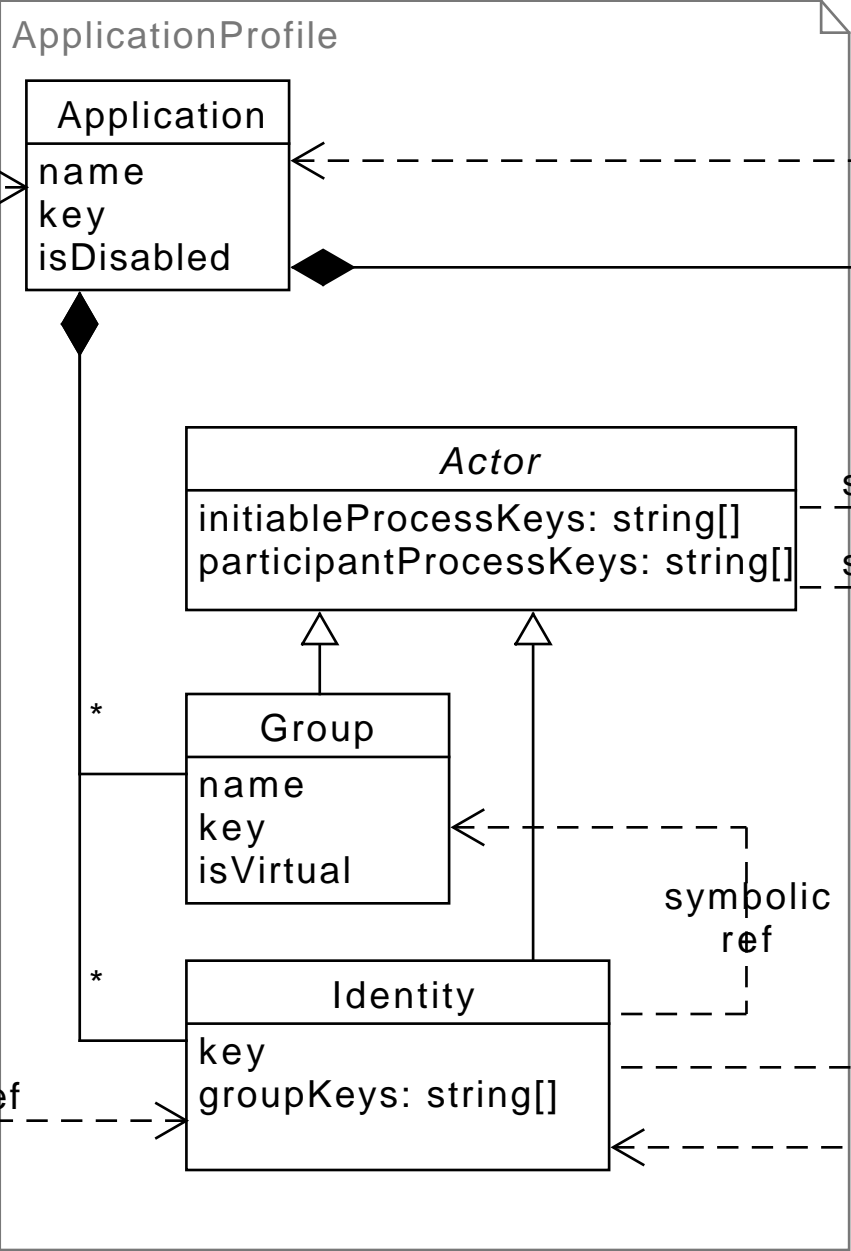 ApplicationProfile
Application
name
key
isDisabled
Actor
initiableProcessKeys: string[]
participantProcessKeys: string[]
*
Group
name
key
isVirtual
symbolic
ref
*
Identity
key
groupKeys: string[]